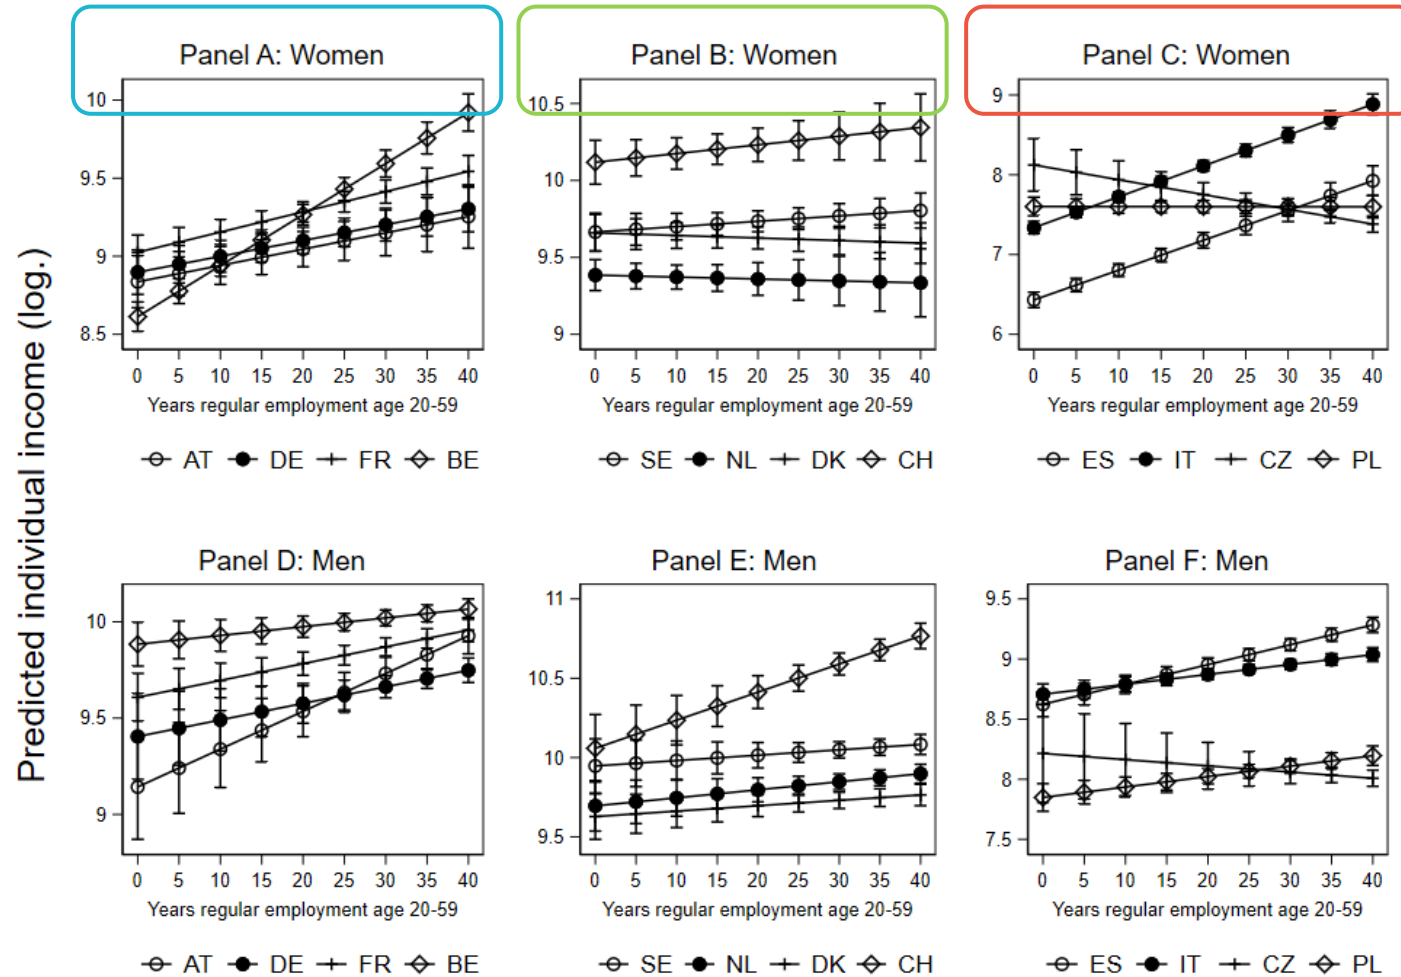 Predicted individual income (log.)
Panel A: Women
10
9.5
9
8.5
0 5 10 15 20 25 30 35 40
Years regular employment age 20-59
AT DE FR BE
Panel B: Women
10.5
10
9.5
9
0 5 10 15 20 25 30 35 40
Years regular employment age 20-59
SE NL DK CH
Panel C: Women
9
8
7
6
0 5 10 15 20 25 30 35 40
Years regular employment age 20-59
ES IT CZ PL
Panel D: Men
10
9.5
9
0 5 10 15 20 25 30 35 40
Years regular employment age 20-59
AT DE FR BE
Panel E: Men
11
10.5
10
9.5
0 5 10 15 20 25 30 35 40
Years regular employment age 20-59
SE NL DK CH
Panel F: Men
9.5
9
8.5
8
7.5
0 5 10 15 20 25 30 35 40
Years regular employment age 20-59
ES IT CZ PL